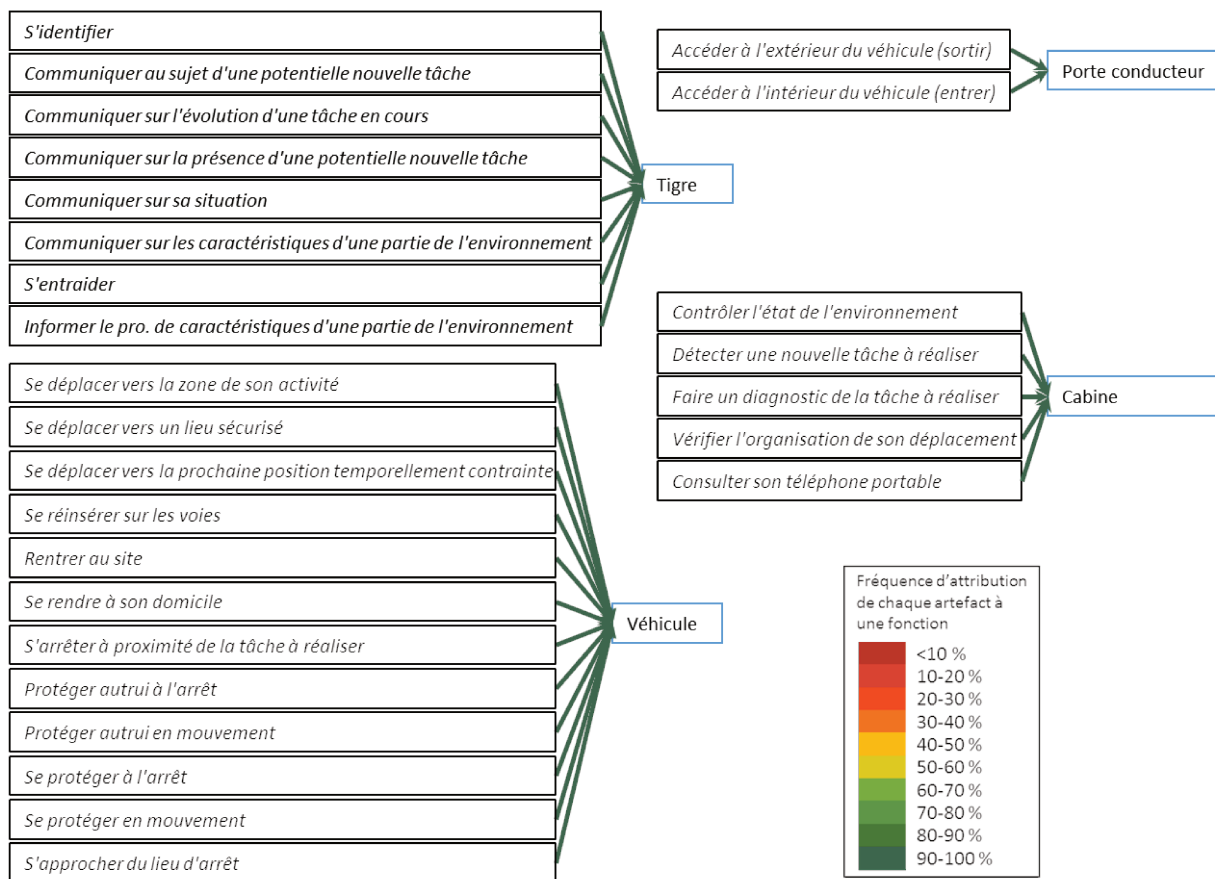 S'identifier
Communiquer au sujet d'une potentielle nouvelle tâche
Communiquer sur l'évolution d'une tâche en cours
Communiquer sur la présence d'une potentielle nouvelle tâche
Communiquer sur sa situation
Communiquer sur les caractéristiques d'une partie de l'environnement
S'entraider
Informer le pro. de caractéristiques d'une partie de l'environnement
Tigre
Accéder à l'extérieur du véhicule (sortir)
Accéder à l'intérieur du véhicule (entrer)
Porte conducteur
Contrôler l'état de l'environnement
Détecter une nouvelle tâche à réaliser
Faire un diagnostic de la tâche à réaliser
Vérifier l'organisation de son déplacement
Consulter son téléphone portable
Cabine
Se déplacer vers la zone de son activité
Se déplacer vers un lieu sécurisé
Se déplacer vers la prochaine position temporellement contrainte
Se réinsérer sur les voies
Rentrer au site
Se rendre à son domicile
S'arrêter à proximité de la tâche à réaliser
Protéger autrui à l'arrêt
Protéger autrui en mouvement
Se protéger à l'arrêt
Se protéger en mouvement
S'approcher du lieu d'arrêt
Véhicule
Fréquence d'attribution
de chaque artefact à
une fonction
<10 %
10-20 %
20-30 %
30-40 %
40-50 %
50-60 %
60-70 %
70-80 %
80-90 %
90-100 %